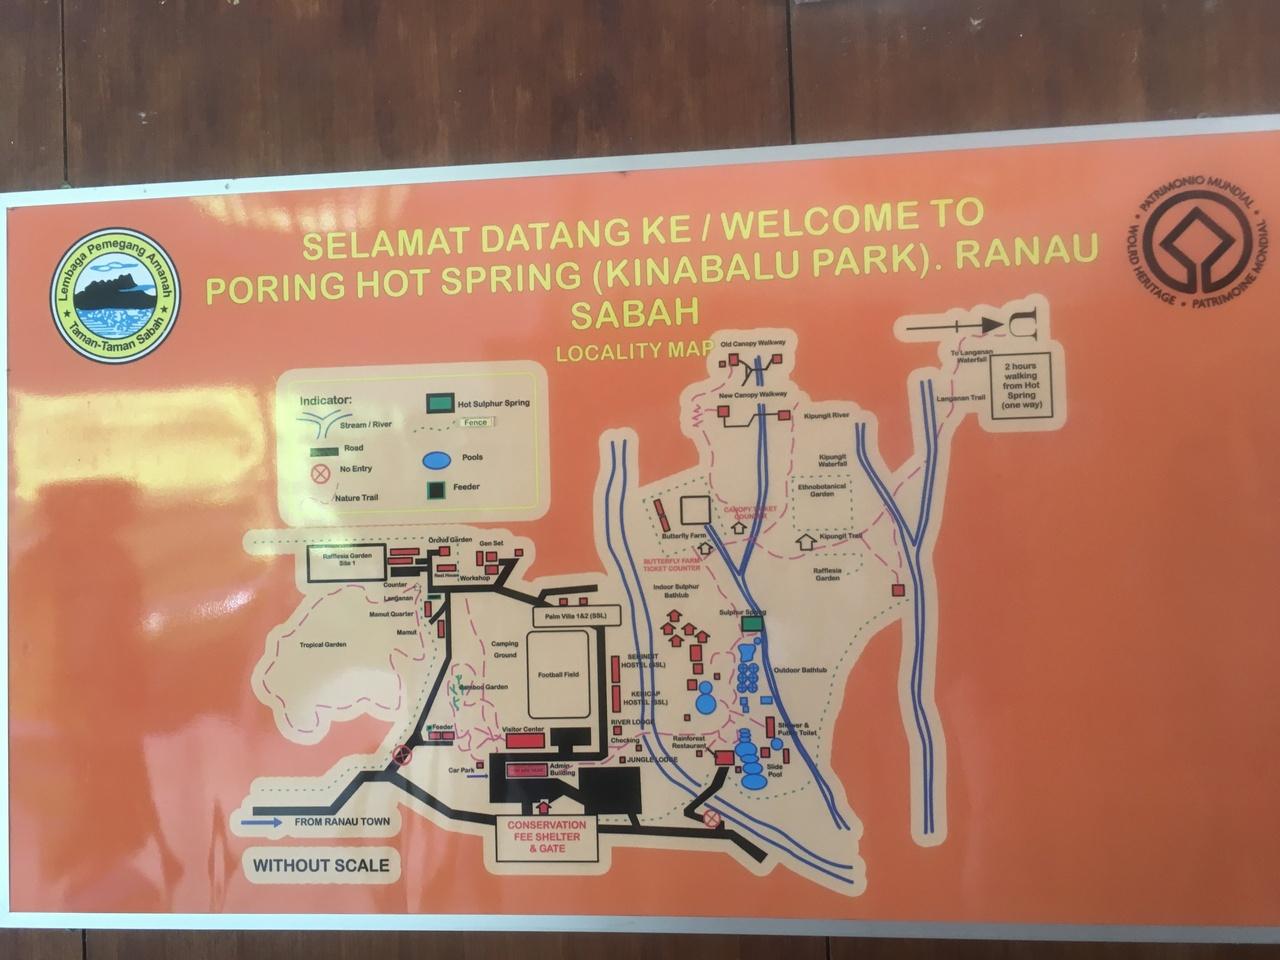 SELAMAT DATANG KE / WELCOME TO
PORING HOT SPRING (KINABALU PARK). RANAU
SABAH
LOCALITY MAP
Lembaga Pemegang Amanah
Taman-Taman Sabah
PATRIMONIO MUNDIAL
WOLRD HERITAGE • PATRIMOINE MONDIAL
Indicator:
Stream / River
Road
No Entry
Nature Trail
Hot Sulphur Spring
Fence
Pools
Feeder
Old Canopy Walkway
New Canopy Walkway
To Langanan
Waterfall
Langanan Trail
U
2 hours
walking
from Hot
Spring
(one way)
Kipungit River
Kipungit
Waterfall
Ethnobotanical
Garden
CANOPY TICKET
COUNTER
Kipungit Trail
Butterfly Farm
BUTTERFLY FARM
TICKET COUNTER
Rafflesia
Garden
Indoor Sulphur
Bathtub
Sulphur Spring
Outdoor Bathtub
Rafflesia Garden
Site 1
Orchid Garden
Gen Set
Rest House
Workshop
Counter
Langanan
Mamut Quarter
Mamut
Tropical Garden
Palm Villa 1&2 (SSL)
Camping
Ground
Football Field
Bamboo Garden
SERINDIT
HOSTEL (SSL)
KENICAP
HOSTEL (SSL)
RIVER LODGE
Checking
JUNGLE LODGE
Feeder
Visitor Center
Car Park
Admin
Building
Rainforest
Restaurant
Shower &
Public Toilet
Slide
Pool
CONSERVATION
FEE SHELTER
& GATE
FROM RANAU TOWN
WITHOUT SCALE